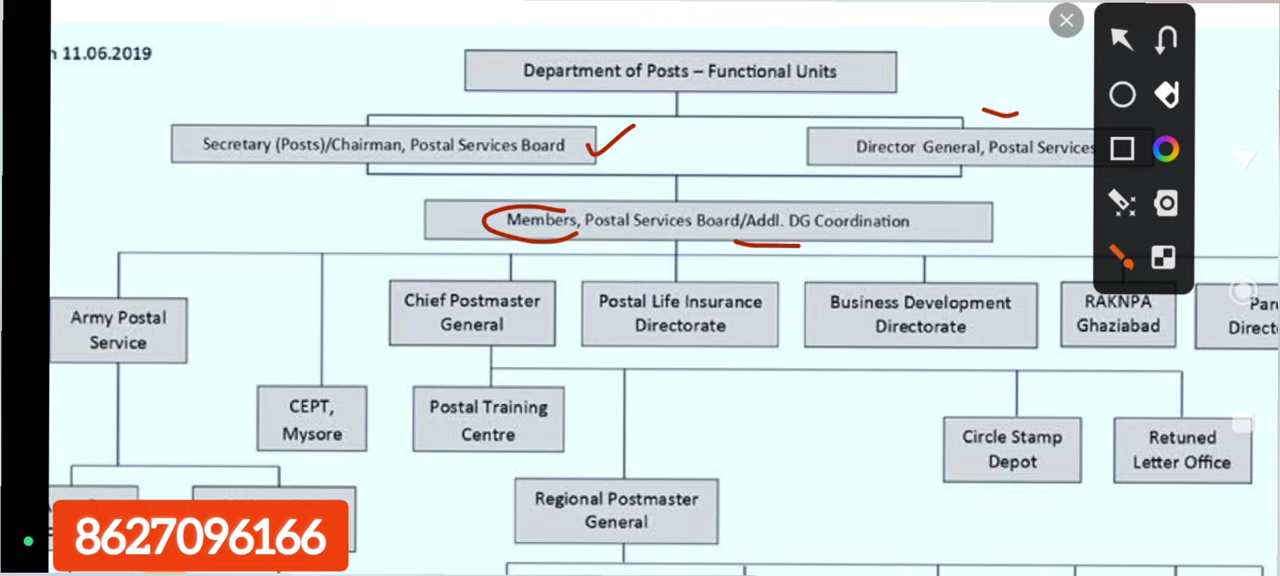 11.06.2019
Department of Posts – Functional Units
Secretary (Posts)/Chairman, Postal Services Board
Director General, Postal Services
Members, Postal Services Board/Addl. DG Coordination
Army Postal
Service
CEPT,
Mysore
Chief Postmaster
General
Postal Life Insurance
Directorate
Business Development
Directorate
RAKNPA
Ghaziabad
Postal Training
Centre
Circle Stamp
Depot
Retuned
Letter Office
Regional Postmaster
General
8627096166